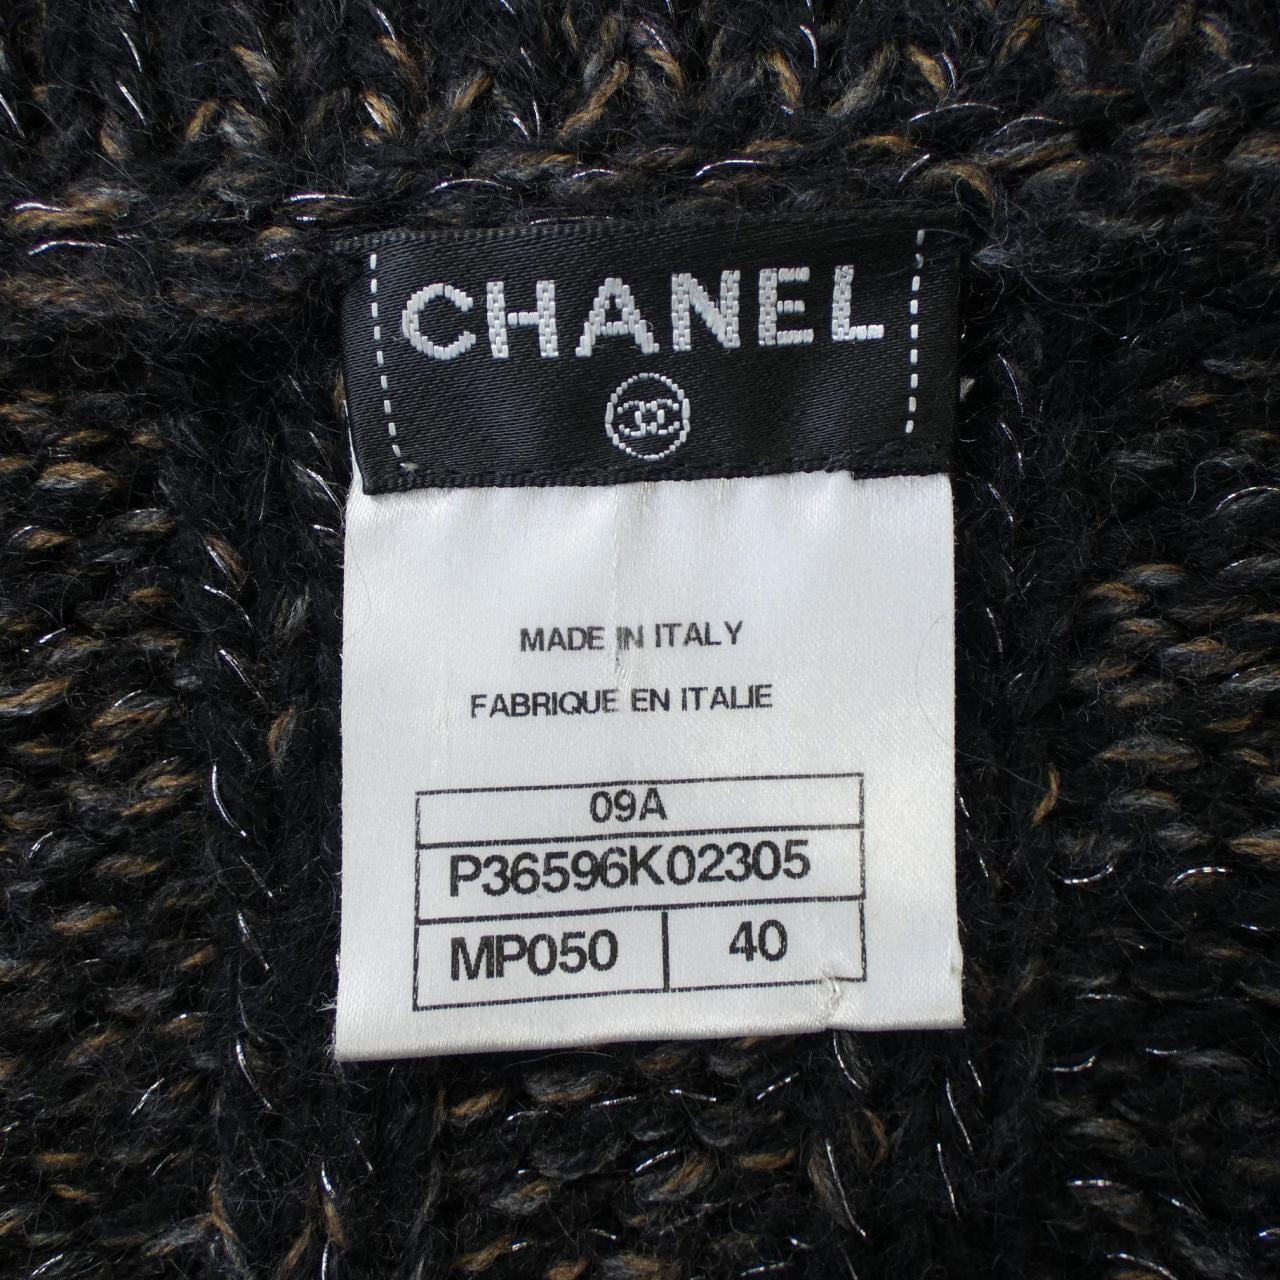 CHANEL
MADE IN ITALY
FABRIQUE EN ITALIE
09A
P36596K02305
MP050 40